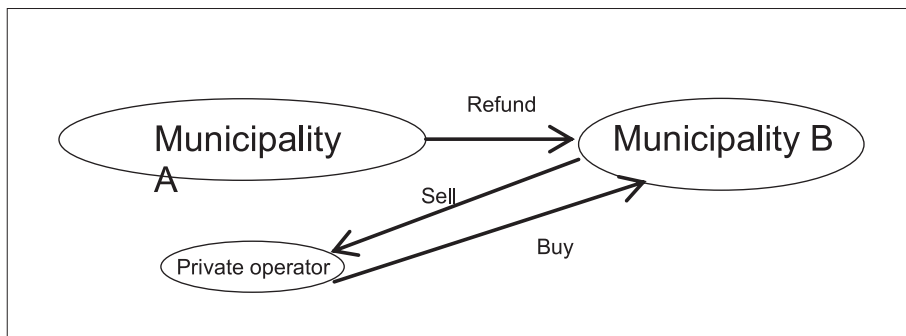 Refund
Municipality
A
Municipality B
Sell
Buy
Private operator